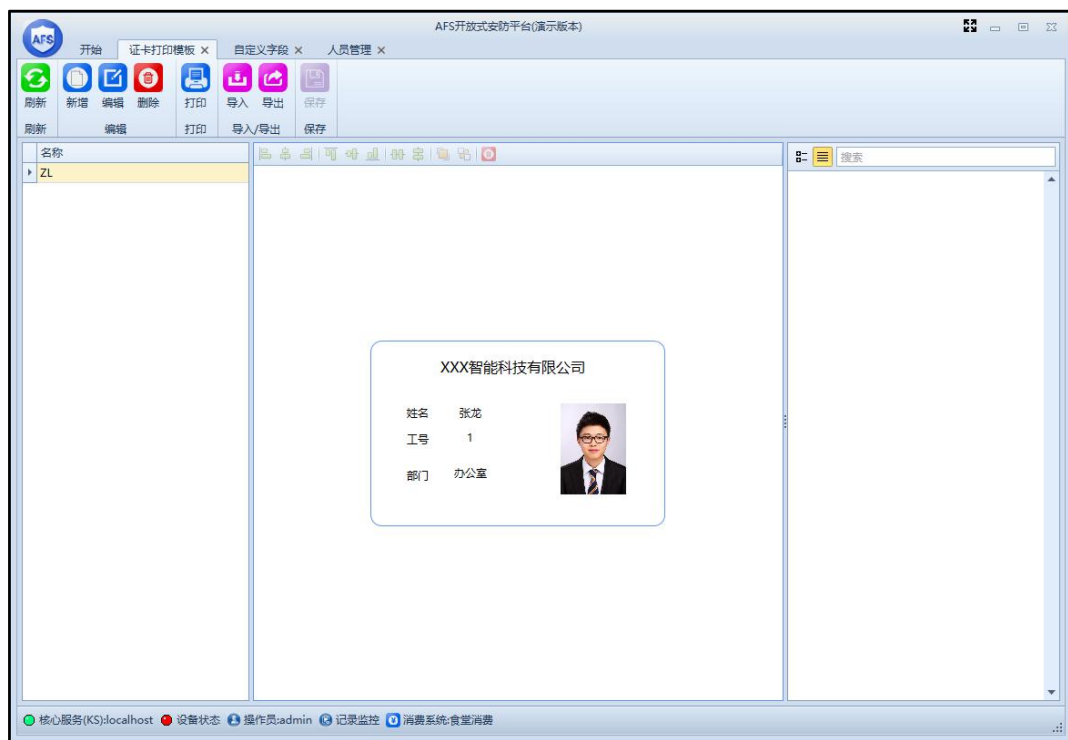 AFS开放式安防平台(演示版本)
AFS
开始 证卡打印模板 自定义字段 人员管理
刷新 新增 编辑 删除 打印 导入 导出 保存
刷新 编辑 打印 导入/导出 保存
名称
搜索
ZL
XXX智能科技有限公司
姓名 张龙
工号 1
部门 办公室
核心服务(KS):localhost 设备状态 操作员:admin 记录监控 消费系统:食堂消费